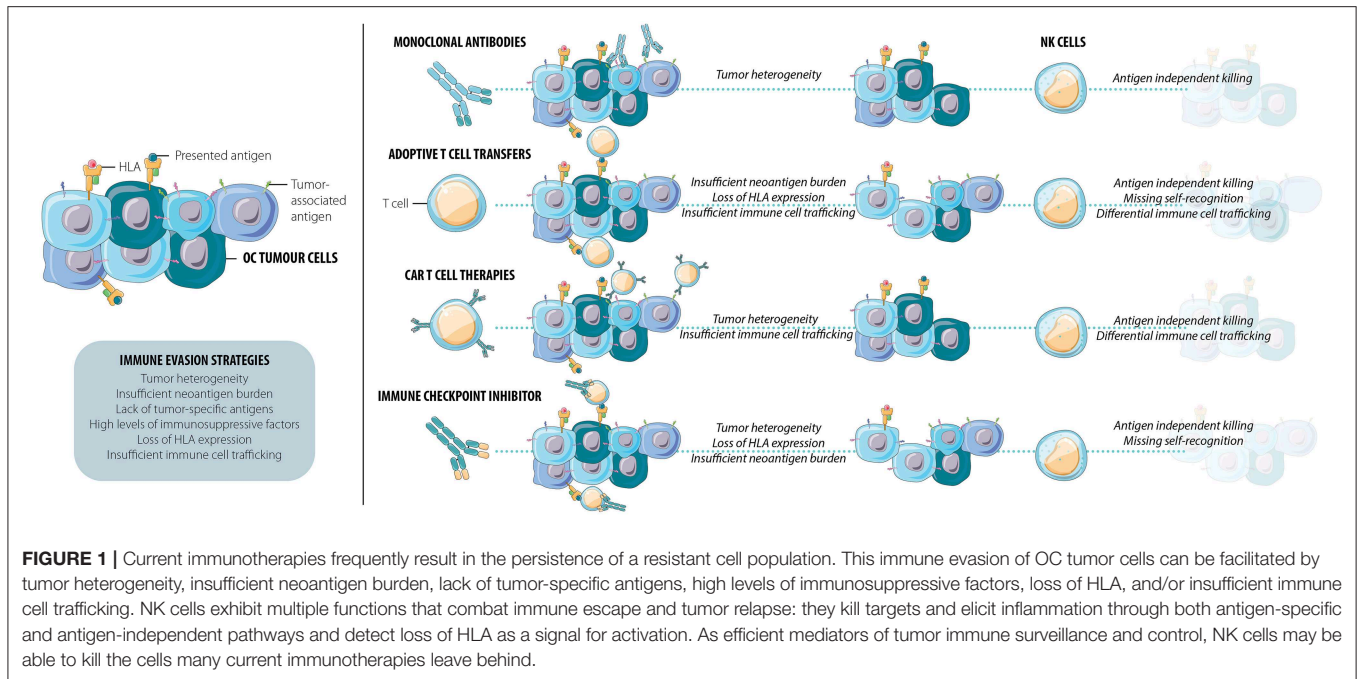 HLA
Presented antigen
Tumor-
associated
antigen
OC TUMOUR CELLS
IMMUNE EVASION STRATEGIES
Tumor heterogeneity
Insufficient neoantigen burden
Lack of tumor-specific antigens
High levels of immunosuppressive factors
Loss of HLA expression
Insufficient immune cell trafficking
MONOCLONAL ANTIBODIES
Tumor heterogeneity
NK CELLS
Antigen independent killing
ADOPTIVE T CELL TRANSFERS
T cell
Insufficient neoantigen burden
Loss of HLA expression
Insufficient immune cell trafficking
Antigen independent killing
Missing self-recognition
Differential immune cell trafficking
CAR T CELL THERAPIES
Tumor heterogeneity
Insufficient immune cell trafficking
Antigen independent killing
Differential immune cell trafficking
IMMUNE CHECKPOINT INHIBITOR
Tumor heterogeneity
Loss of HLA expression
Insufficient neoantigen burden
Antigen independent killing
Missing self-recognition
FIGURE 1 | Current immunotherapies frequently result in the persistence of a resistant cell population. This immune evasion of OC tumor cells can be facilitated by
tumor heterogeneity, insufficient neoantigen burden, lack of tumor-specific antigens, high levels of immunosuppressive factors, loss of HLA, and/or insufficient immune
cell trafficking. NK cells exhibit multiple functions that combat immune escape and tumor relapse: they kill targets and elicit inflammation through both antigen-specific
and antigen-independent pathways and detect loss of HLA as a signal for activation. As efficient mediators of tumor immune surveillance and control, NK cells may be
able to kill the cells many current immunotherapies leave behind.